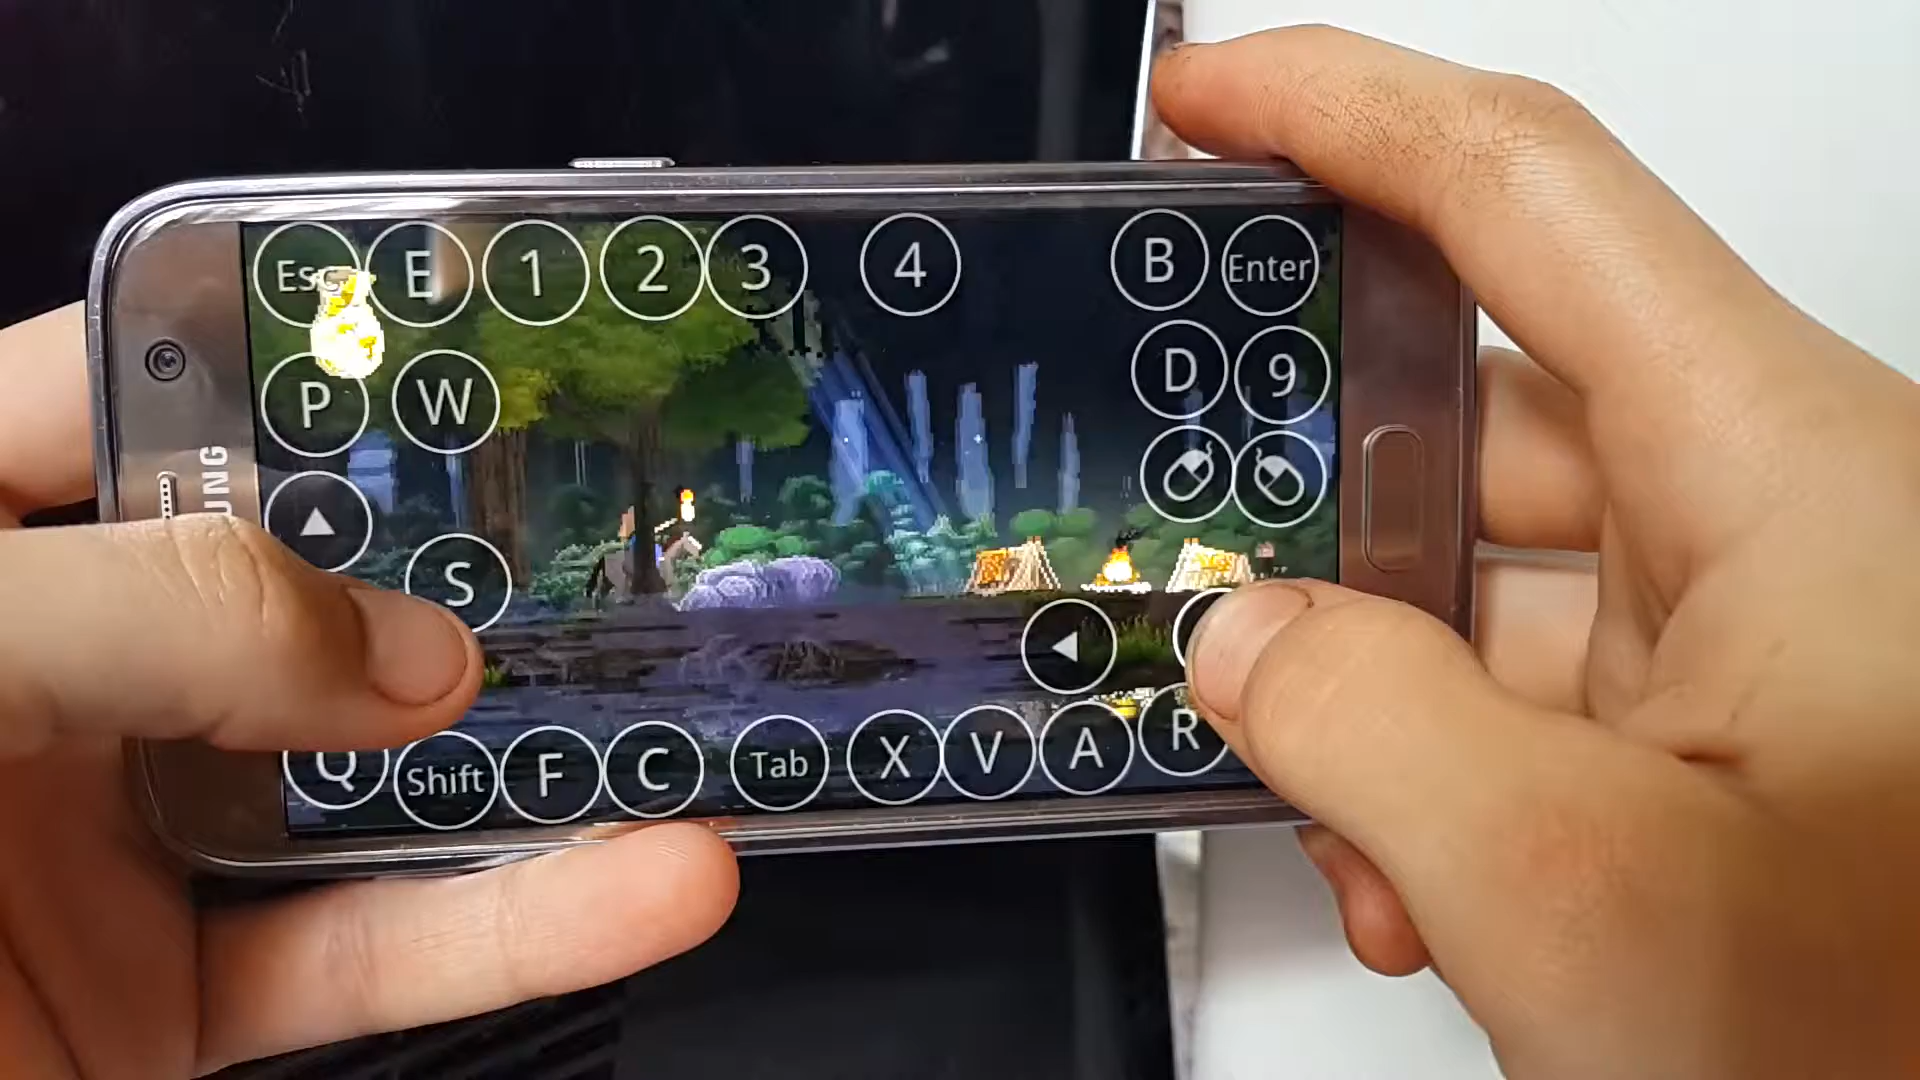 Esc E 1 2 3 4 B Enter
P W D 9
UNG
S
Q Shift F C Tab X V A R